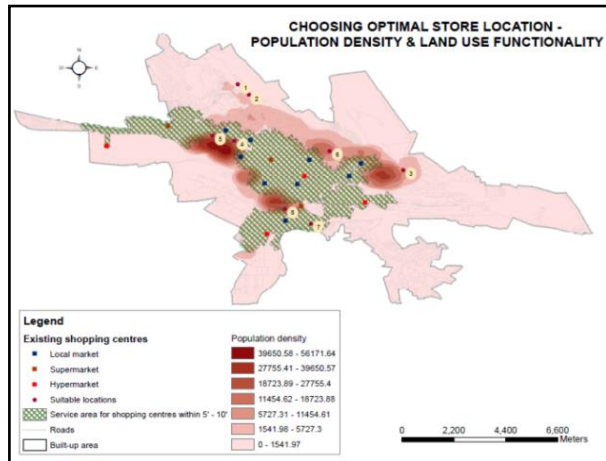 CHOOSING OPTIMAL STORE LOCATION -
POPULATION DENSITY & LAND USE FUNCTIONALITY
N
S
1
2
3
4
5
6
7
8
Legend
Existing shopping centres
Local market
Supermarket
Hypermarket
Suitable locations
Service area for shopping centres within 5' - 10'
Roads
Built-up area
Population density
39650.58 - 56171.64
27755.41 - 39650.57
18723.89 - 27755.4
11454.62 - 18723.88
5727.31 - 11454.61
1541.98 - 5727.3
0 - 1541.97
Meters
0 2,200 4,400 6,600